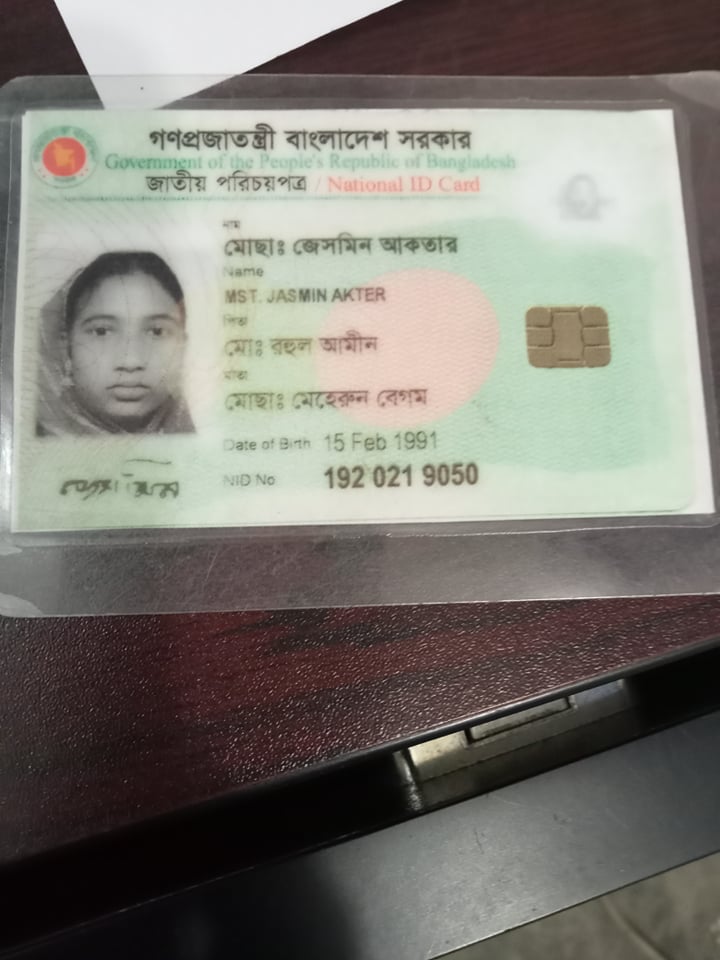 গণপ্রজাতন্ত্রী বাংলাদেশ সরকার
Government of the People's Republic of Bangladesh
জাতীয় পরিচয়পত্র / National ID Card
নাম
মোছাঃ জেসমিন আকতার
Name
MST. JASMIN AKTER
পিতা
মোঃ রহুল আমীন
মাতা
মোছাঃ মেহেরুন বেগম
Date of Birth 15 Feb 1991
NID No 192 021 9050